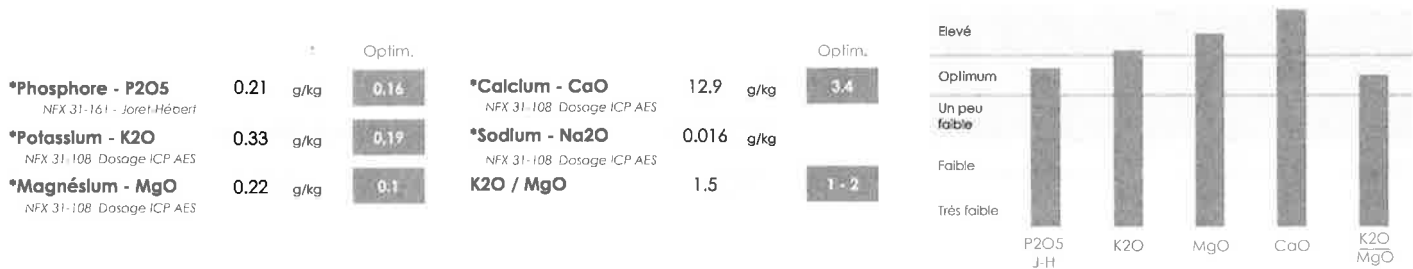 Optim.
*Phosphore - P2O5 0.21 g/kg 0.16
NFX 31-161 - Joret-Hébert
*Potassium - K2O 0.33 g/kg 0.19
NFX 31-108 Dosage ICP AES
*Magnésium - MgO 0.22 g/kg 0.1
NFX 31-108 Dosage ICP AES
Optim.
*Calcium - CaO 12.9 g/kg 3.4
NFX 31-108 Dosage ICP AES
*Sodium - Na2O 0.016 g/kg
NFX 31-108 Dosage ICP AES
K2O / MgO 1.5 1 - 2
Elevé
Optimum
Un peu
faible
Faible
Très faible
P2O5
J-H
K2O
MgO
CaO
K2O
MgO